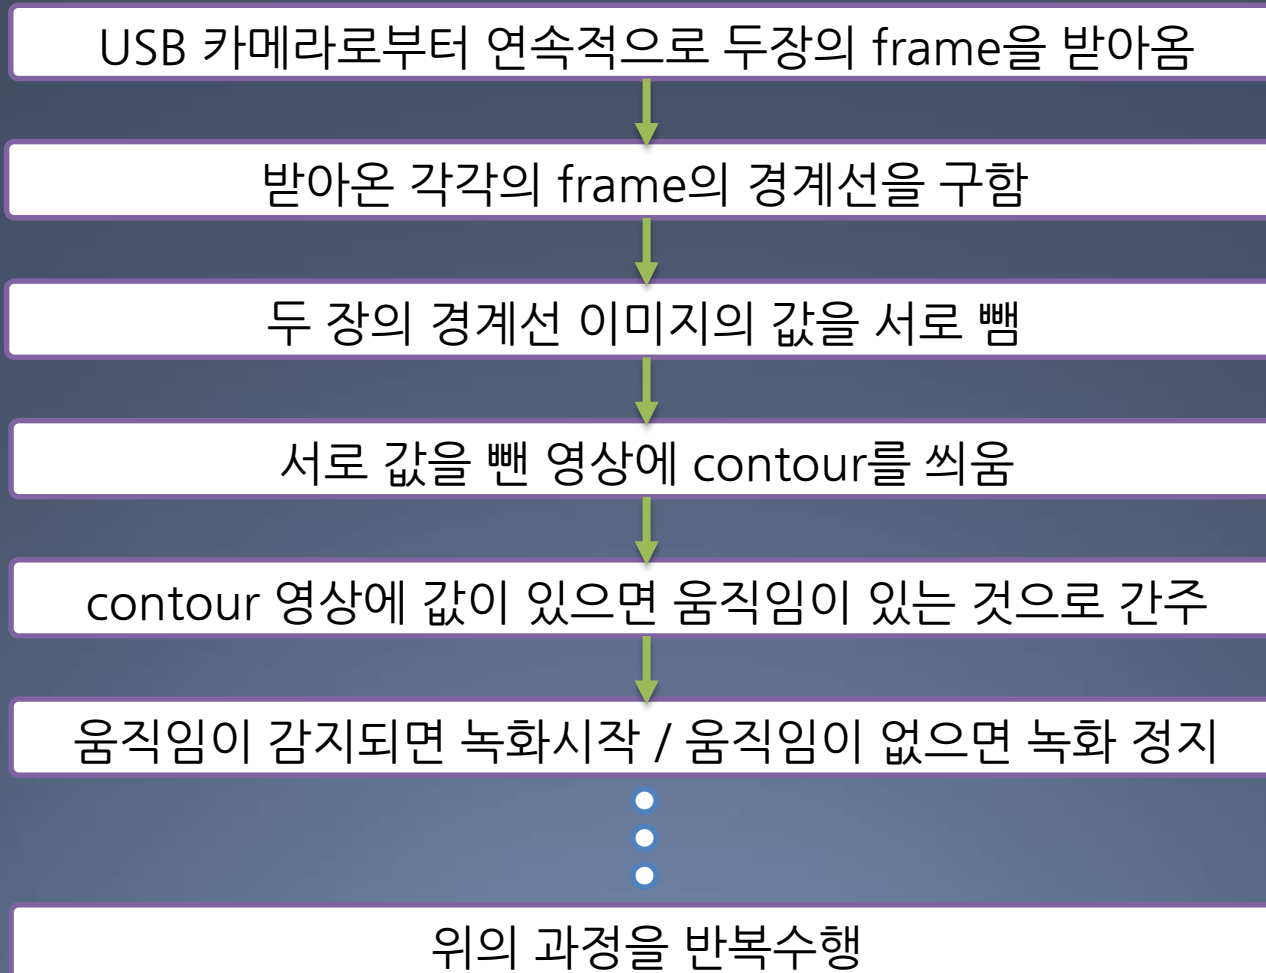 USB 카메라로부터 연속적으로 두장의 frame을 받아옴
받아온 각각의 frame의 경계선을 구함
두 장의 경계선 이미지의 값을 서로 뺌
서로 값을 뺀 영상에 contour를 씌움
contour 영상에 값이 있으면 움직임이 있는 것으로 간주
움직임이 감지되면 녹화시작 / 움직임이 없으면 녹화 정지
위의 과정을 반복수행